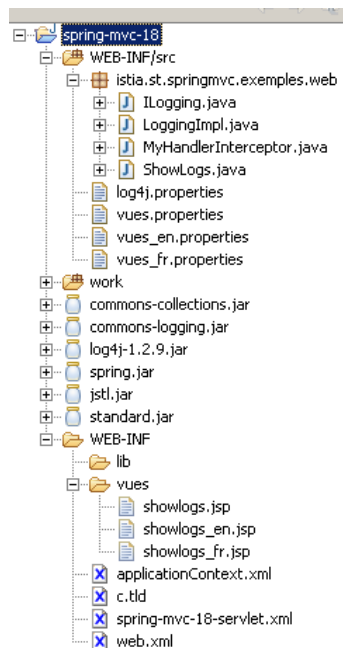 spring-mvc-18
WEB-INF/src
istia.st.springmvc.exemples.web
ILogging.java
LoggingImpl.java
MyHandlerInterceptor.java
ShowLogs.java
log4j.properties
vues.properties
vues_en.properties
vues_fr.properties
work
commons-collections.jar
commons-logging.jar
log4j-1.2.9.jar
spring.jar
jstl.jar
standard.jar
WEB-INF
lib
vues
showlogs.jsp
showlogs_en.jsp
showlogs_fr.jsp
applicationContext.xml
c.tld
spring-mvc-18-servlet.xml
web.xml